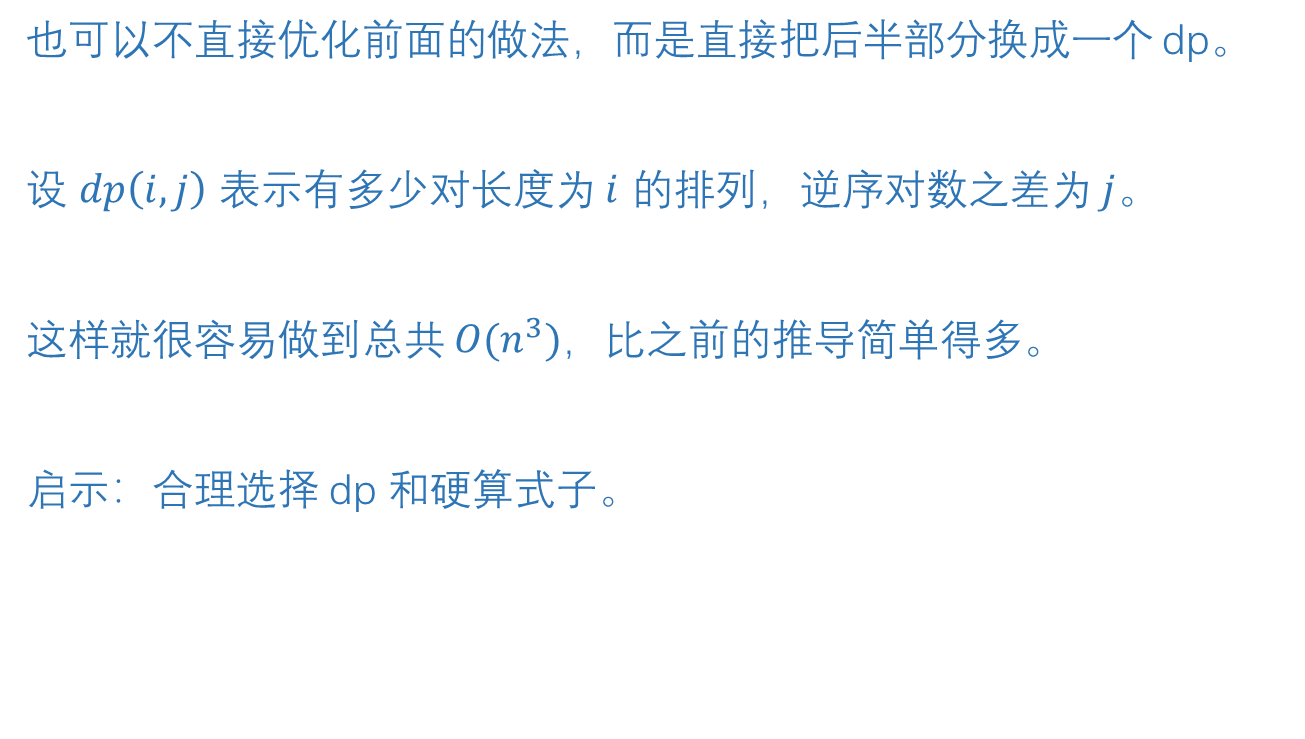 也可以不直接优化前面的做法，而是直接把后半部分换成一个 dp。
设 dp(i,j) 表示有多少对长度为 i 的排列，逆序对数之差为 j。
这样就很容易做到总共 O(n³)，比之前的推导简单得多。
启示：合理选择 dp 和硬算式子。